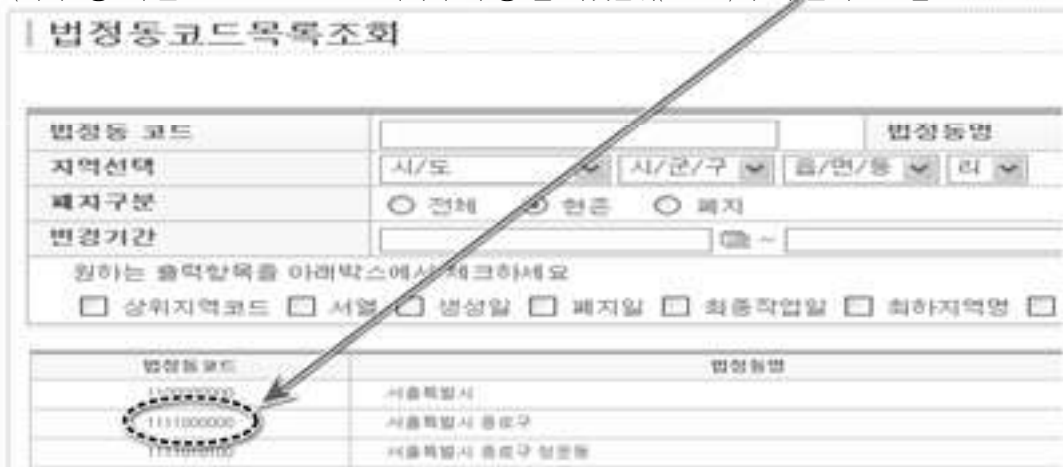 법정동코드목록조회
법정동 코드 법정동명
지역선택 시/도 시/군/구 읍/면/동 리
폐지구분 전체 현존 폐지
변경기간 ~
원하는 출력항목을 아래박스에서 체크하세요
상위지역코드 서열 생성일 폐지일 최종작업일 최하지역명
법정동코드 법정동명
1100000000 서울특별시
1111000000 서울특별시 종로구
1111010100 서울특별시 종로구 청운동